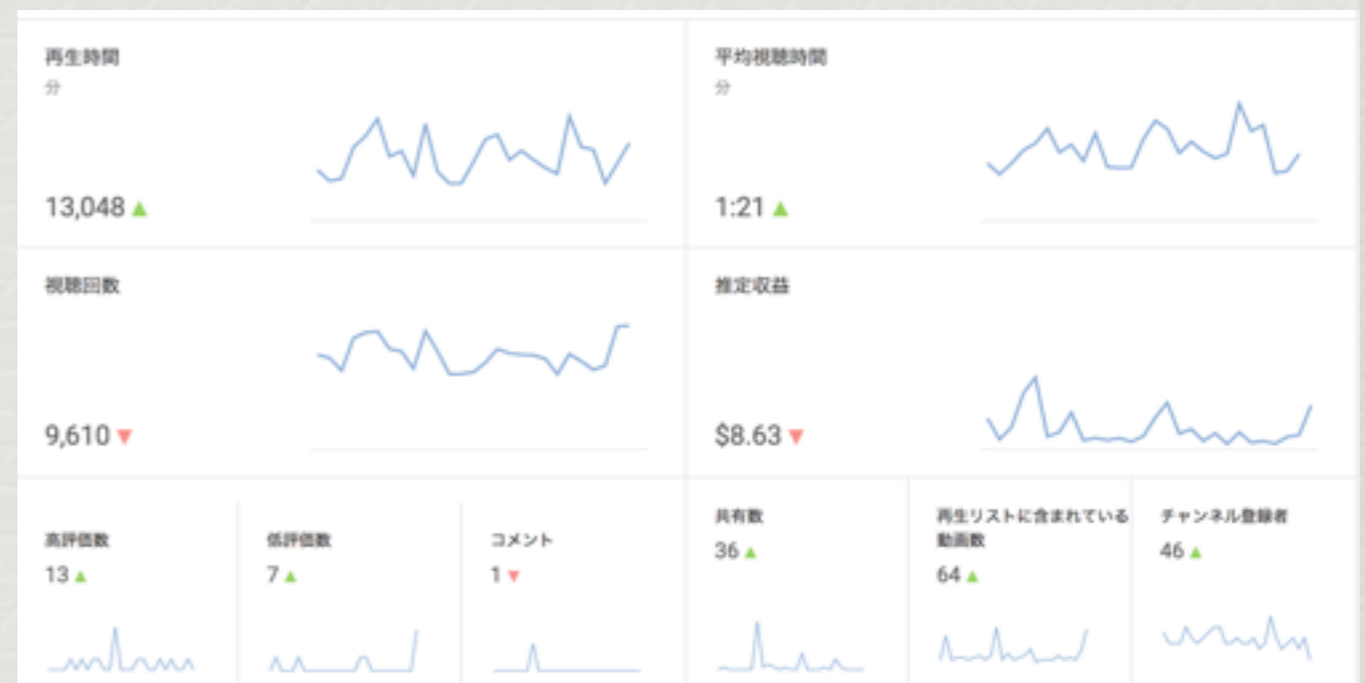 再生時間
分
13,048
平均視聴時間
分
1:21
視聴回数
9,610
推定収益
$8.63
高評価数
13
低評価数
7
コメント
1
共有数
36
再生リストに含まれている
動画数
64
チャンネル登録者
46